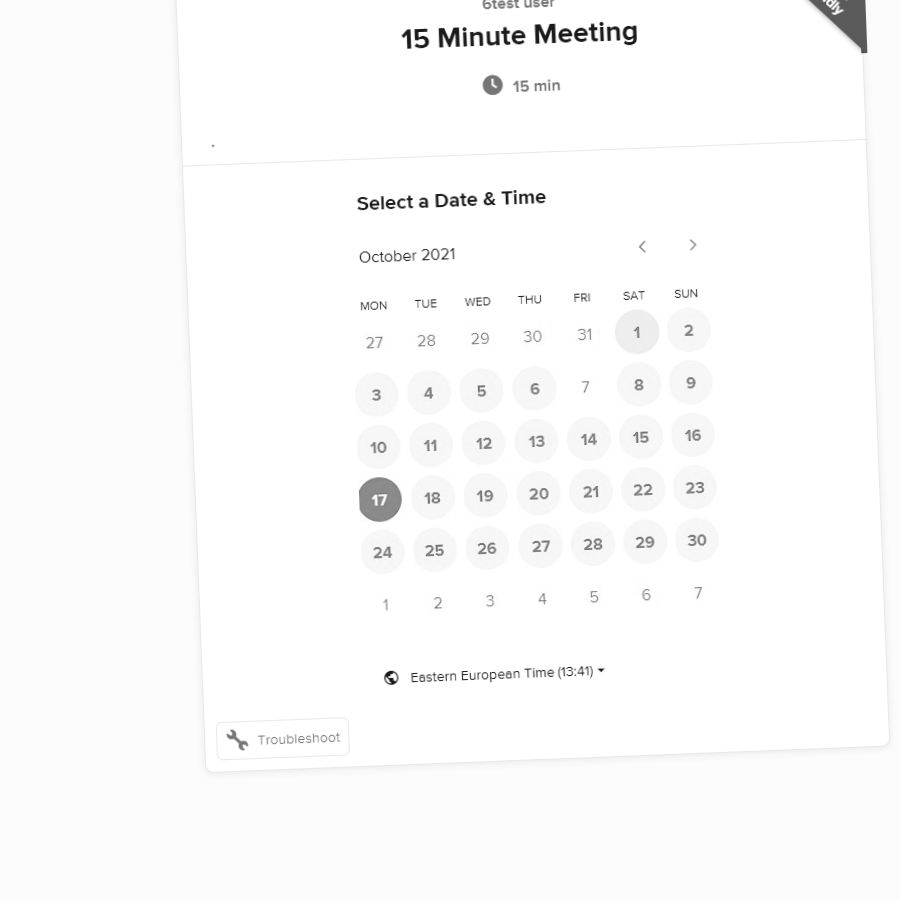 6test user
15 Minute Meeting
15 min
.
Select a Date & Time
October 2021
MON TUE WED THU FRI SAT SUN
27 28 29 30 31 1 2
3 4 5 6 7 8 9
10 11 12 13 14 15 16
17 18 19 20 21 22 23
24 25 26 27 28 29 30
1 2 3 4 5 6 7
Eastern European Time (13:41)
Troubleshoot